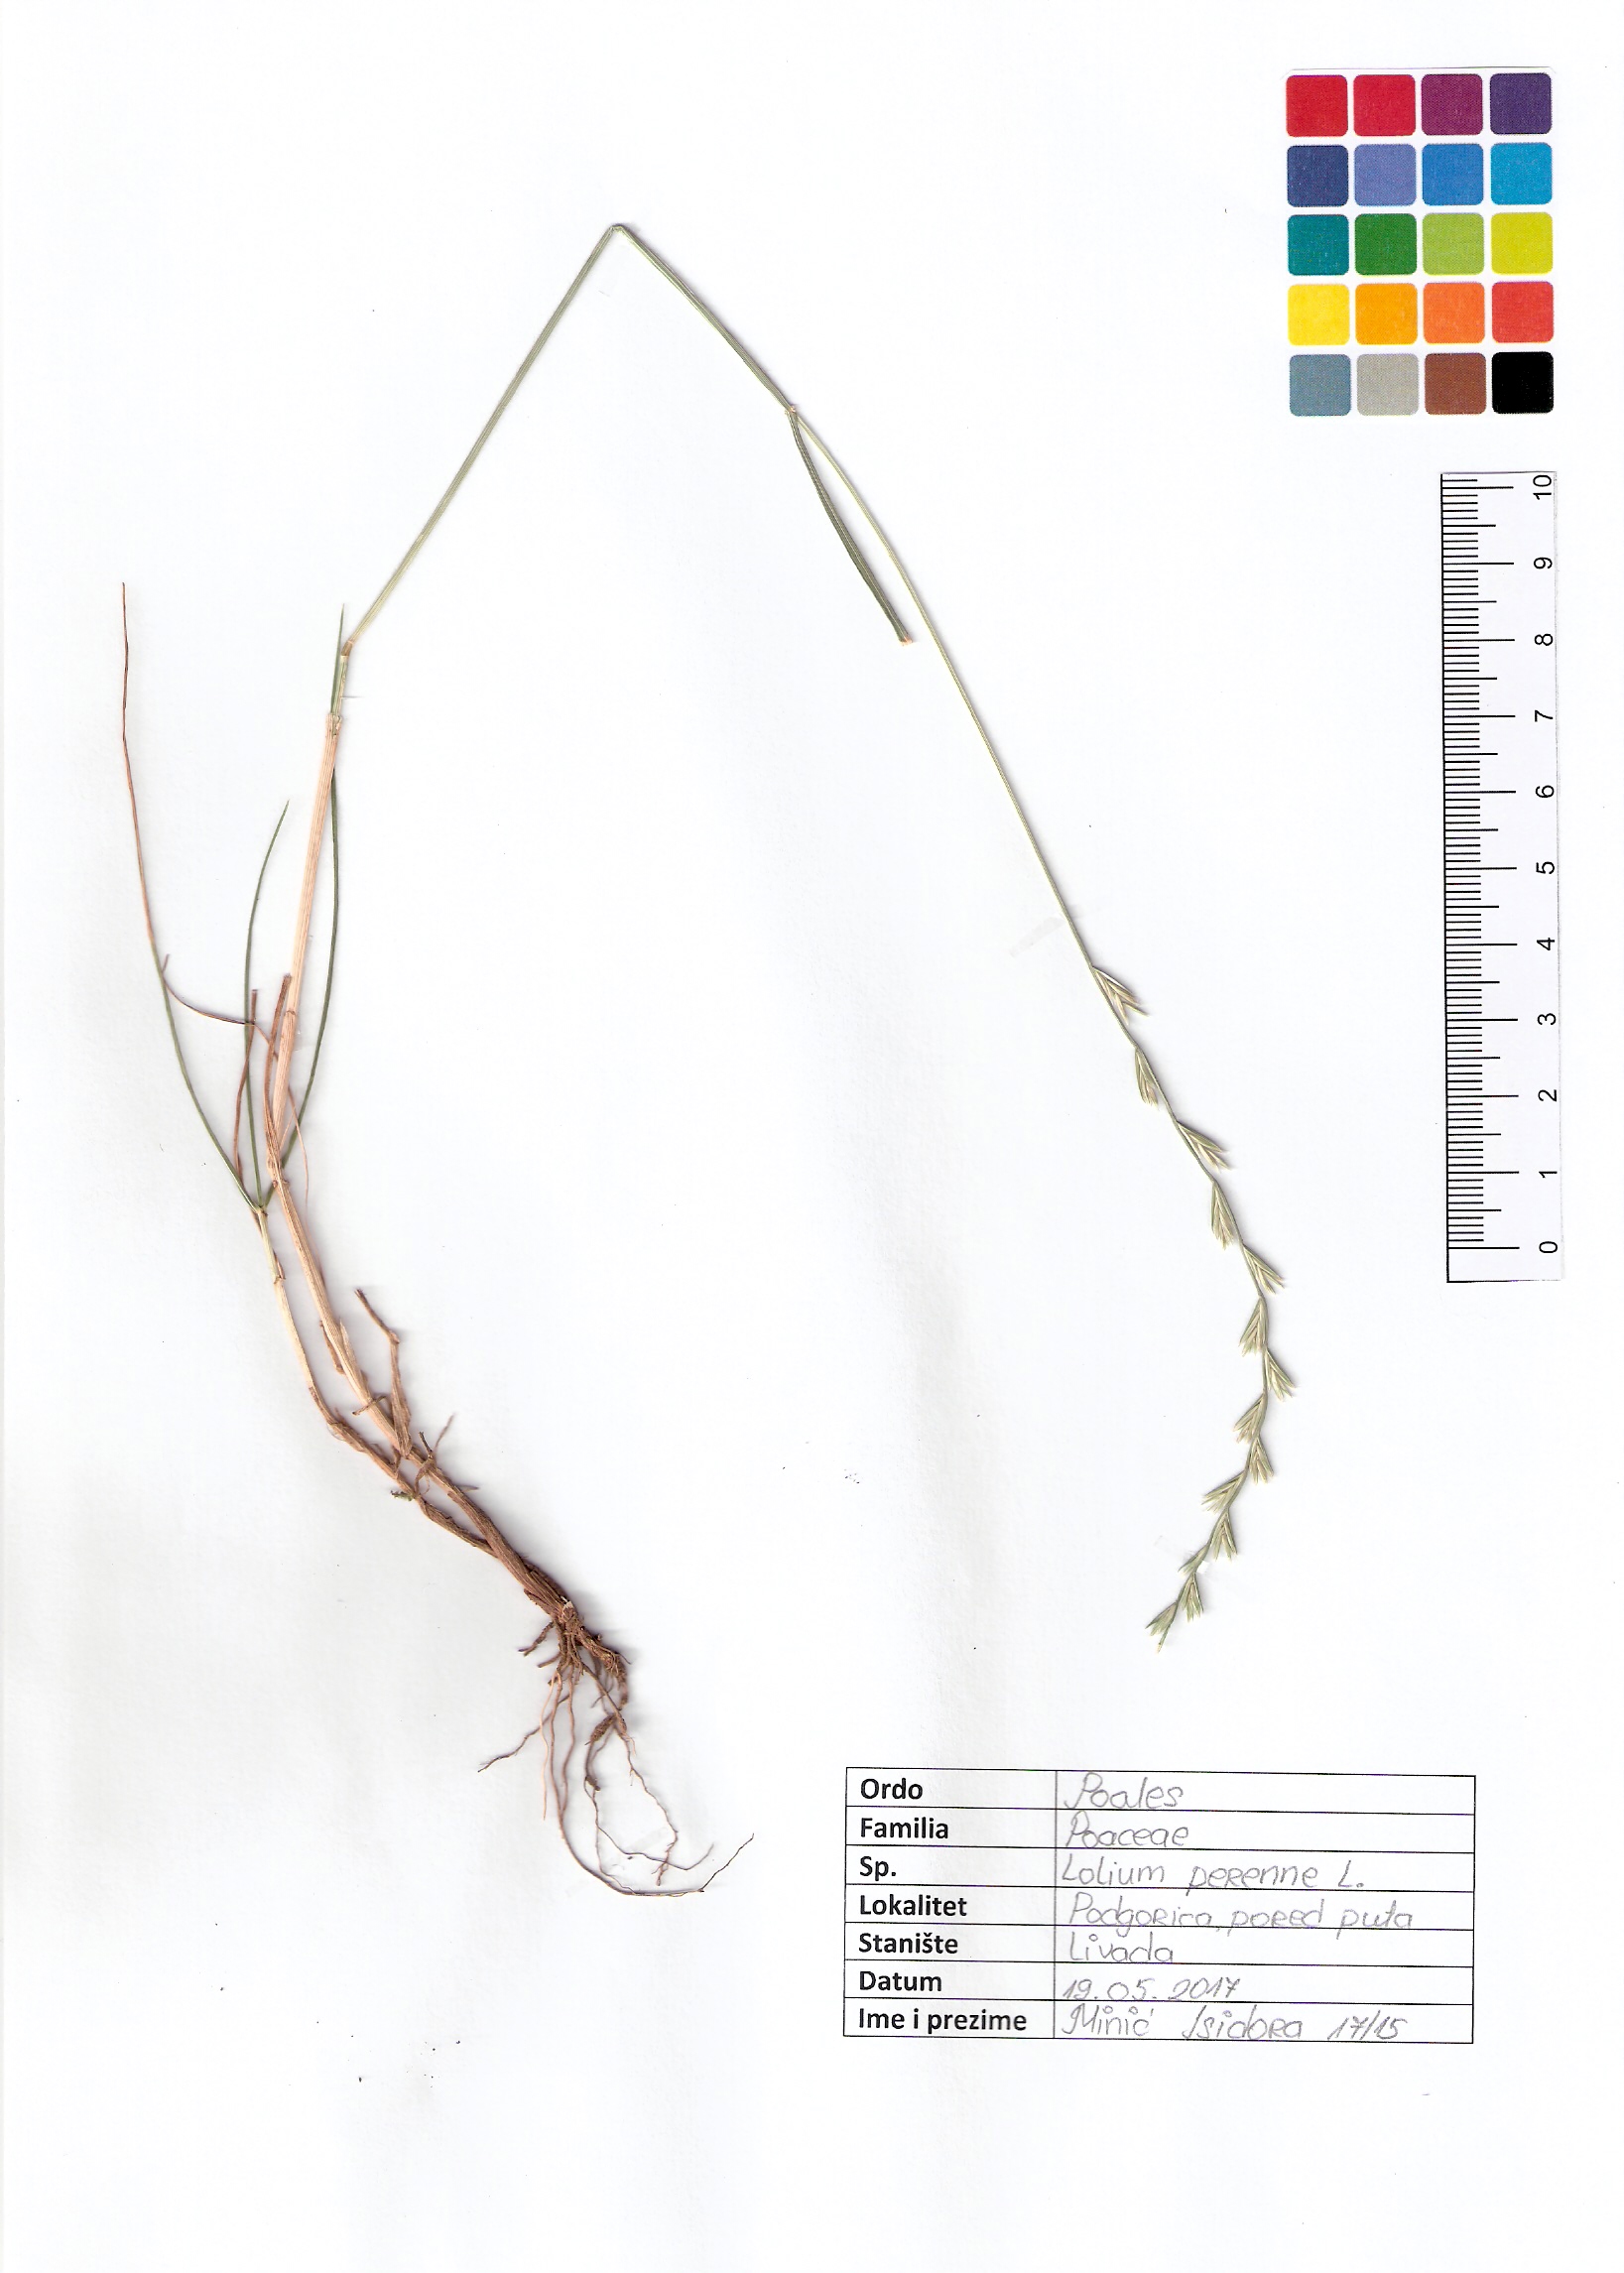 10
9
8
7
6
5
4
3
2
1
0
Ordo Poales
Familia Poaceae
Sp. Lolium perenne L.
Lokalitet Podgorica, pored puta
Stanište Livada
Datum 19.05.2017
Ime i prezime Minić Isidora 17/15